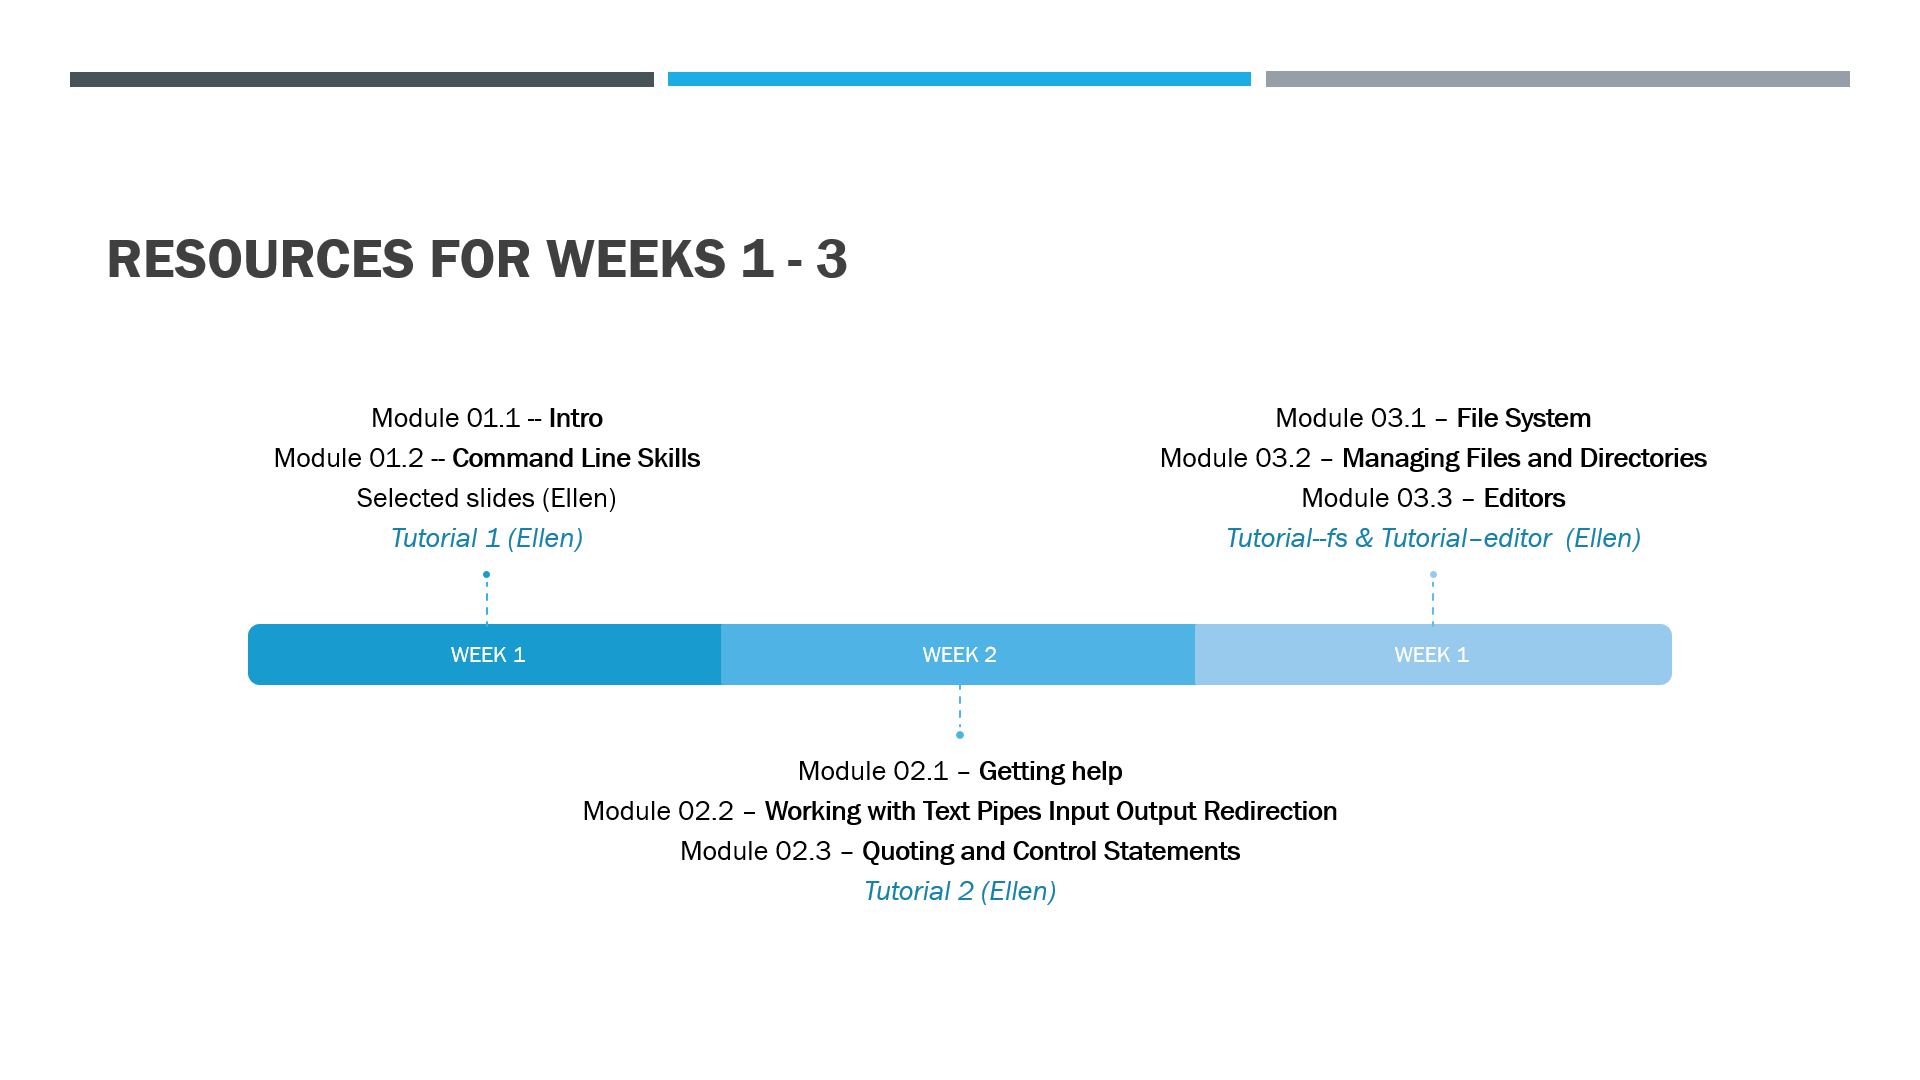 RESOURCES FOR WEEKS 1 - 3
Module 01.1 -- Intro
Module 01.2 -- Command Line Skills
Selected slides (Ellen)
Tutorial 1 (Ellen)
Module 03.1 – File System
Module 03.2 – Managing Files and Directories
Module 03.3 – Editors
Tutorial--fs & Tutorial–editor  (Ellen)
WEEK 1
WEEK 2
WEEK 1
Module 02.1 – Getting help
Module 02.2 – Working with Text Pipes Input Output Redirection
Module 02.3 – Quoting and Control Statements
Tutorial 2 (Ellen)